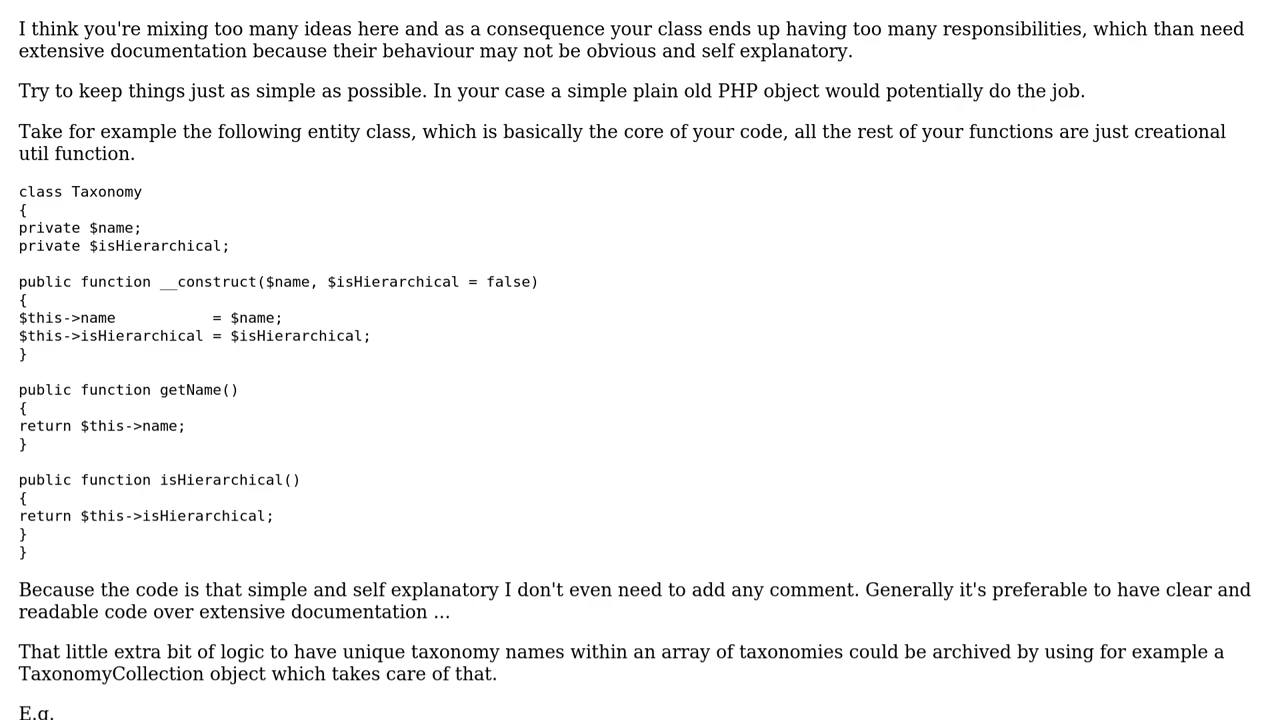 I think you're mixing too many ideas here and as a consequence your class ends up having too many responsibilities, which than need
extensive documentation because their behaviour may not be obvious and self explanatory.
Try to keep things just as simple as possible. In your case a simple plain old PHP object would potentially do the job.
Take for example the following entity class, which is basically the core of your code, all the rest of your functions are just creational
util function.
class Taxonomy
{
private $name;
private $isHierarchical;
public function __construct($name, $isHierarchical = false)
{
$this->name           = $name;
$this->isHierarchical = $isHierarchical;
}
public function getName()
{
return $this->name;
}
public function isHierarchical()
{
return $this->isHierarchical;
}
}
Because the code is that simple and self explanatory I don't even need to add any comment. Generally it's preferable to have clear and
readable code over extensive documentation ...
That little extra bit of logic to have unique taxonomy names within an array of taxonomies could be archived by using for example a
TaxonomyCollection object which takes care of that.
E.g.